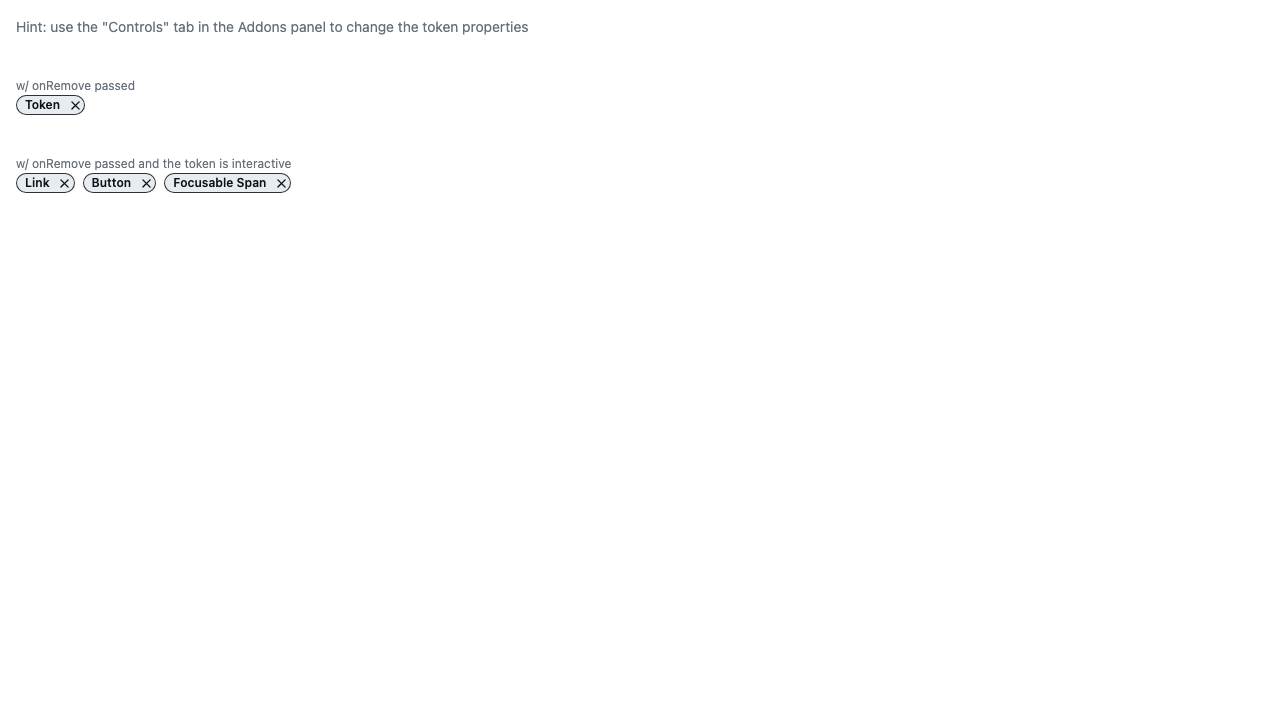 Hint: use the "Controls" tab in the Addons panel to change the token properties
w/ onRemove passed
Token
w/ onRemove passed and the token is interactive
Link Button Focusable Span